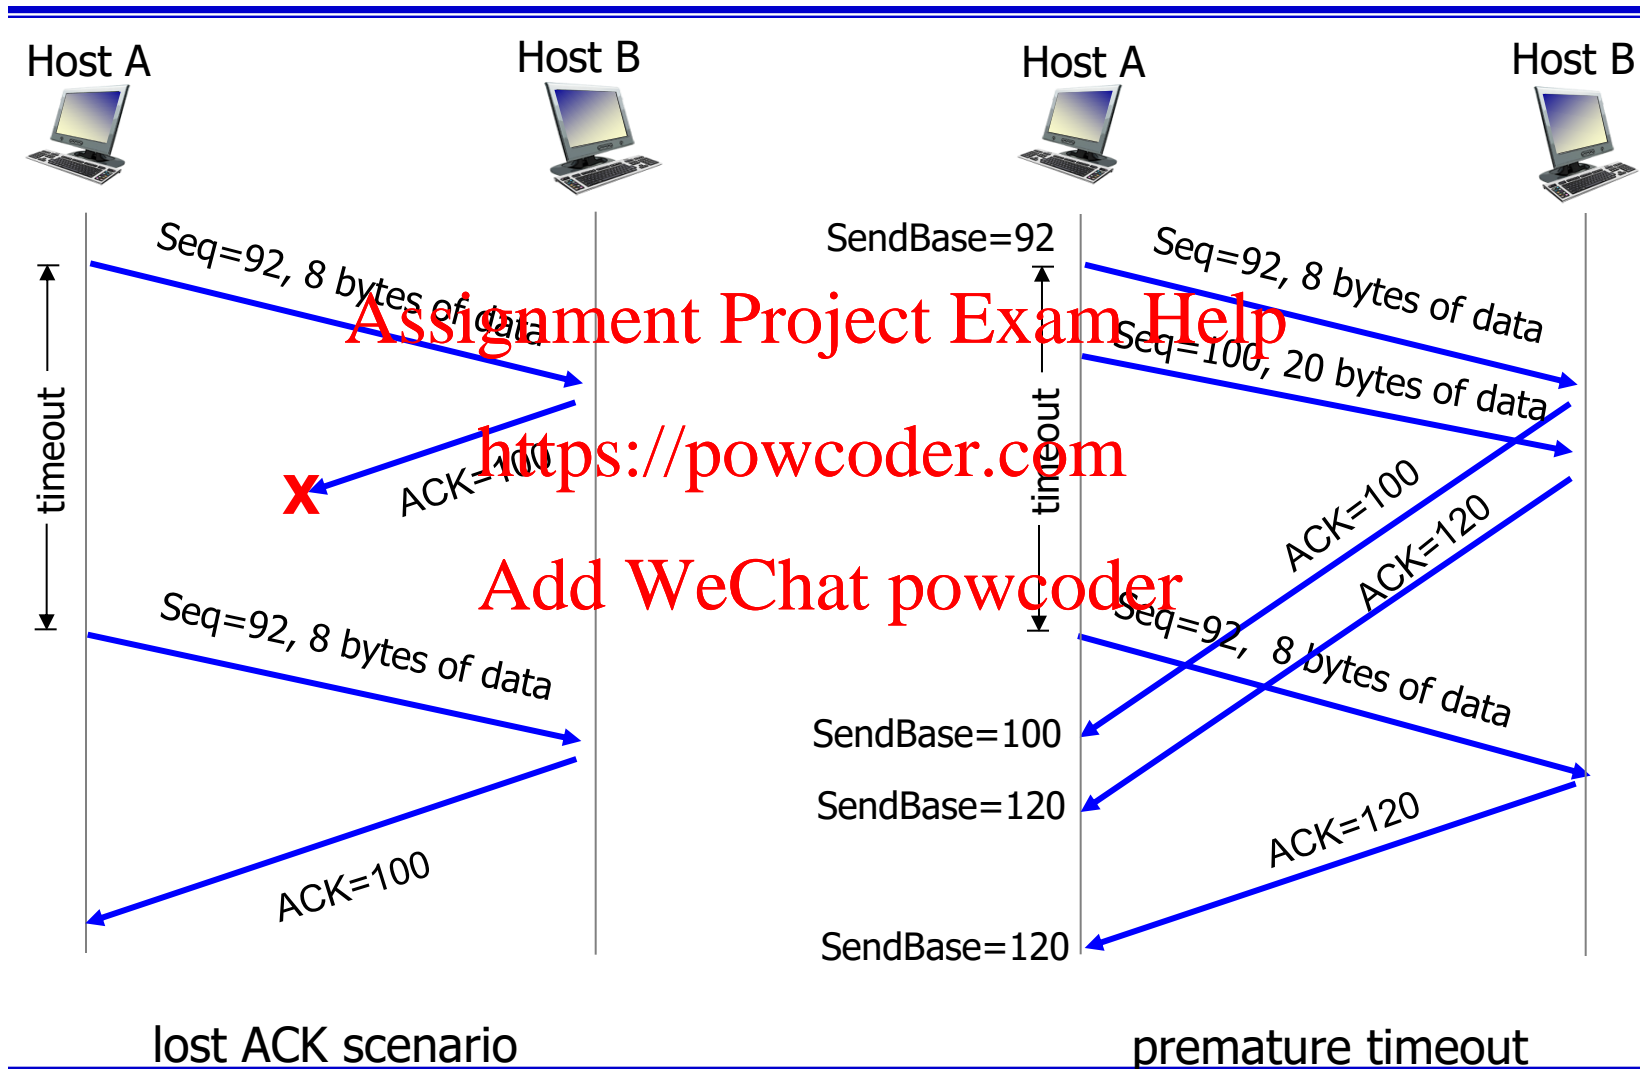 Host A
Host B
Seq=92, 8 bytes of data
timeout
ACK=100
X
Seq=92, 8 bytes of data
ACK=100
lost ACK scenario
Host A
Host B
SendBase=92
Seq=92, 8 bytes of data
Seq=100, 20 bytes of data
timeout
ACK=100
ACK=120
Seq=92, 8 bytes of data
SendBase=100
SendBase=120
ACK=120
SendBase=120
premature timeout
Assignment Project Exam Help
https://powcoder.com
Add WeChat powcoder